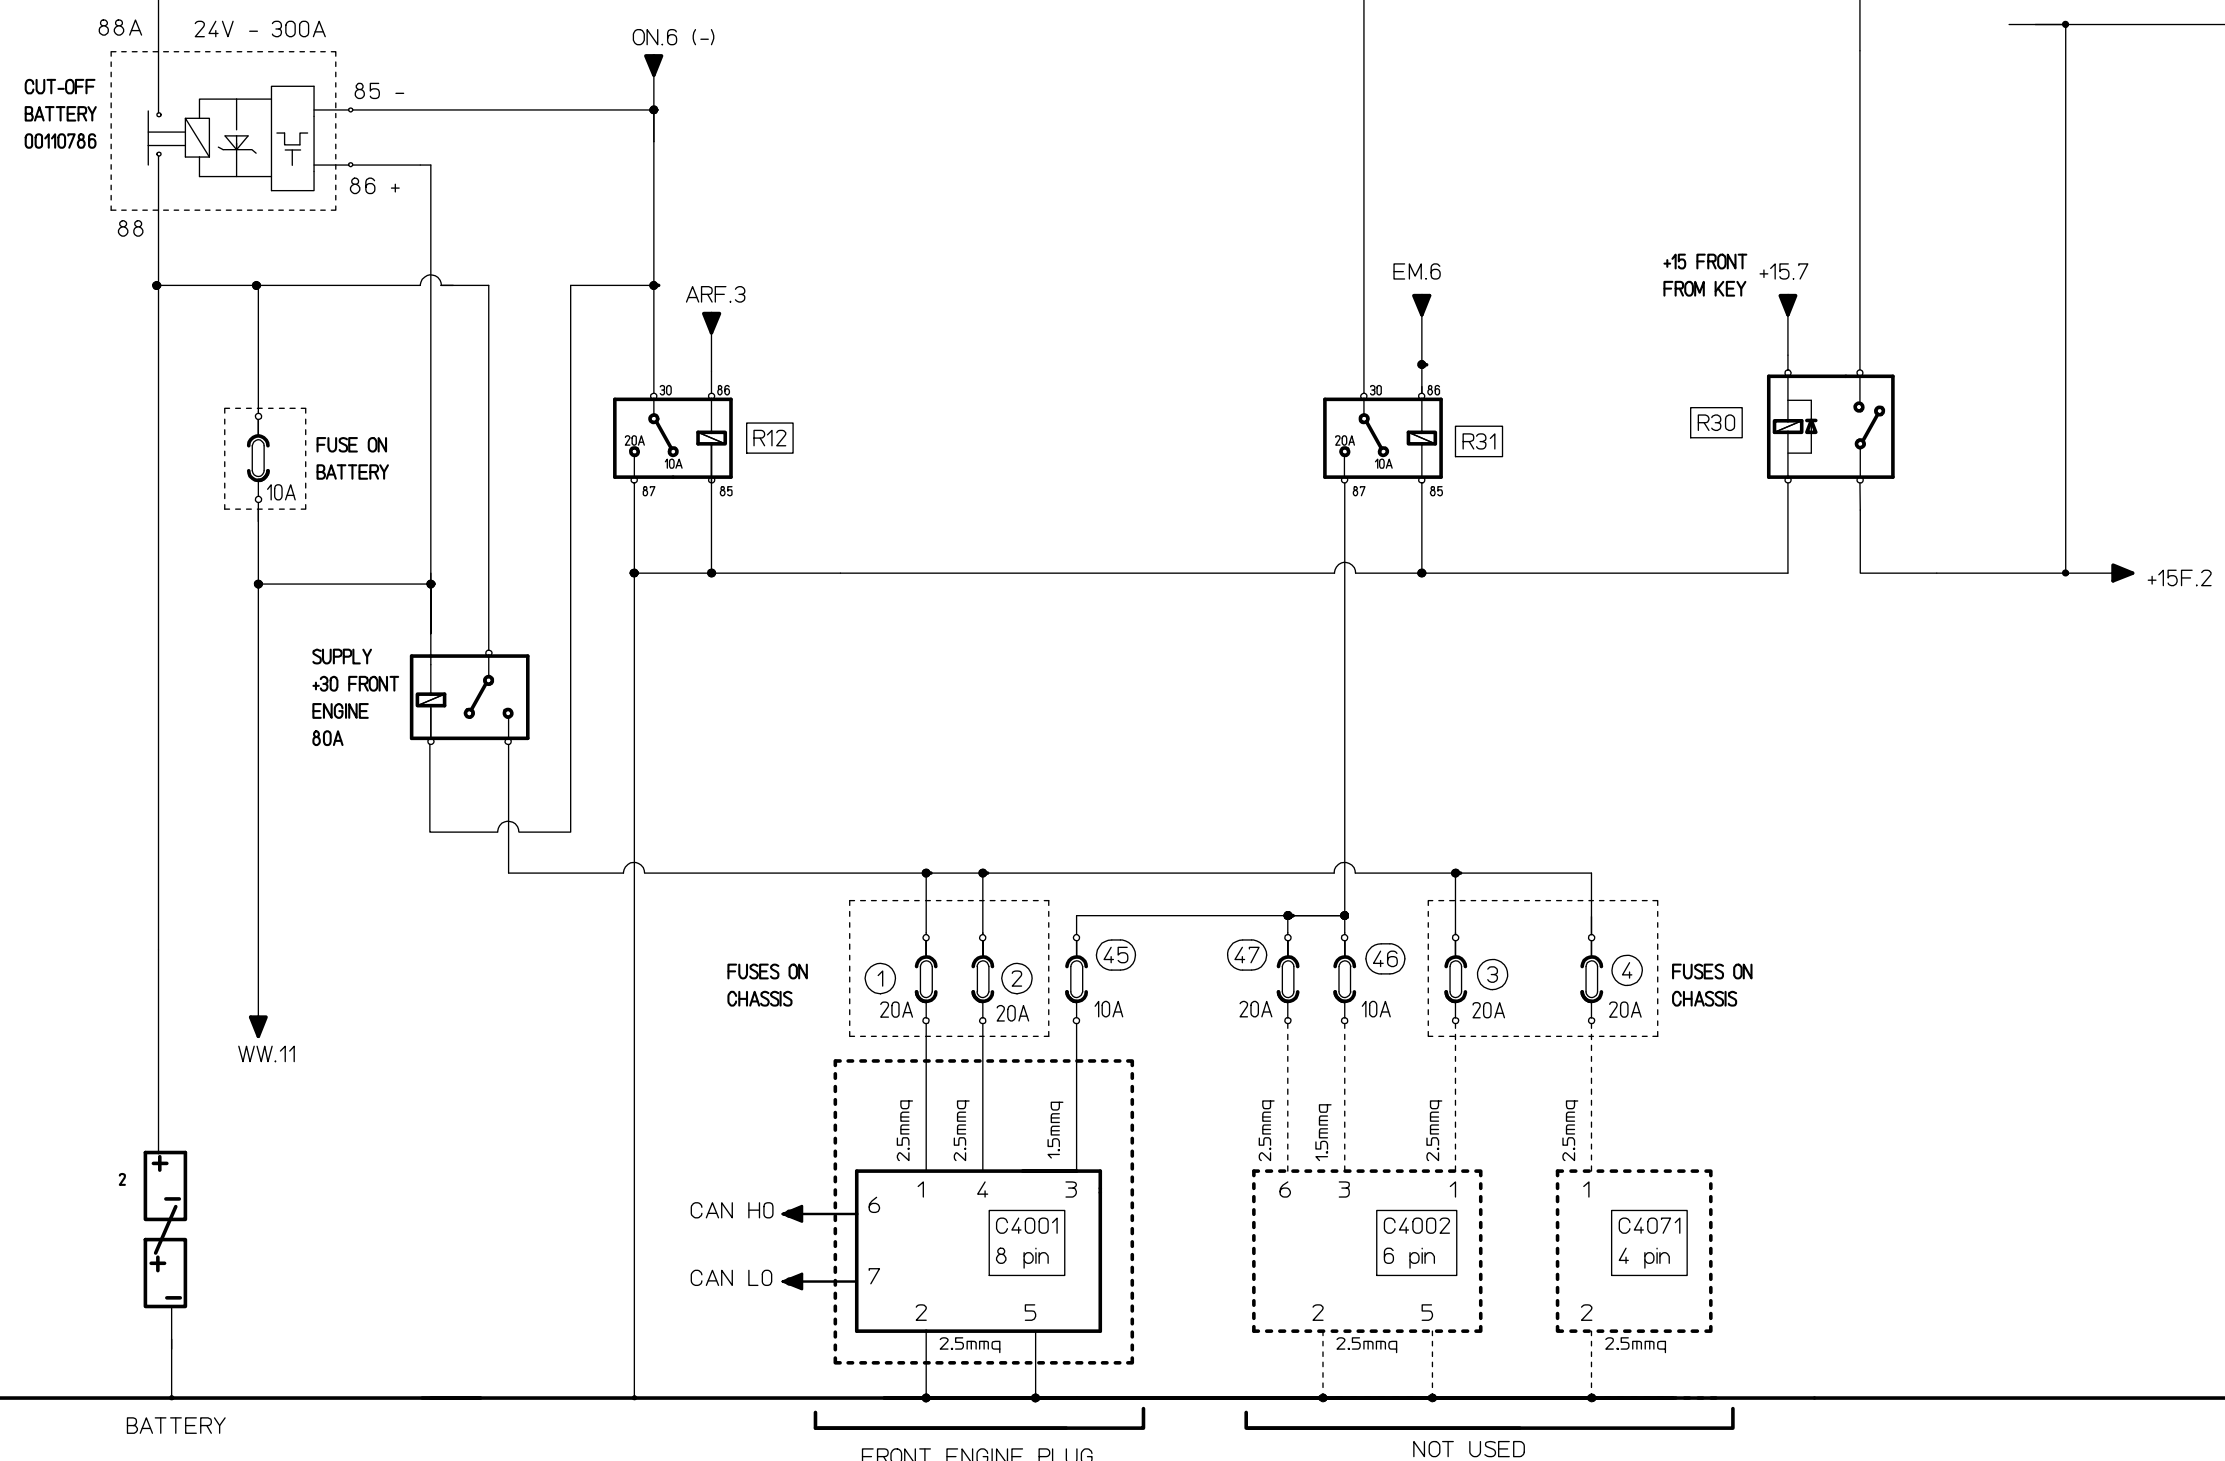 88A
24V - 300A
ON.6 (-)
CUT-OFF
BATTERY
00110786
85 -
86 +
88
ARF.3
EM.6
+15 FRONT
FROM KEY
+15.7
30
86
20A
10A
87
85
R12
30
86
20A
10A
87
85
R31
R30
FUSE ON
BATTERY
10A
+15F.2
SUPPLY
+30 FRONT
ENGINE
80A
WW.11
FUSES ON
CHASSIS
1
20A
2
20A
45
10A
47
20A
46
10A
3
20A
4
20A
FUSES ON
CHASSIS
2.5mmq
2.5mmq
1.5mmq
2.5mmq
1.5mmq
2.5mmq
2.5mmq
2
+
-
+
-
CAN H0
CAN L0
6
7
1
4
3
C4001
8 pin
2
5
2.5mmq
6
3
1
C4002
6 pin
2
5
2.5mmq
1
C4071
4 pin
2
2.5mmq
BATTERY
FRONT ENGINE PLUG
NOT USED